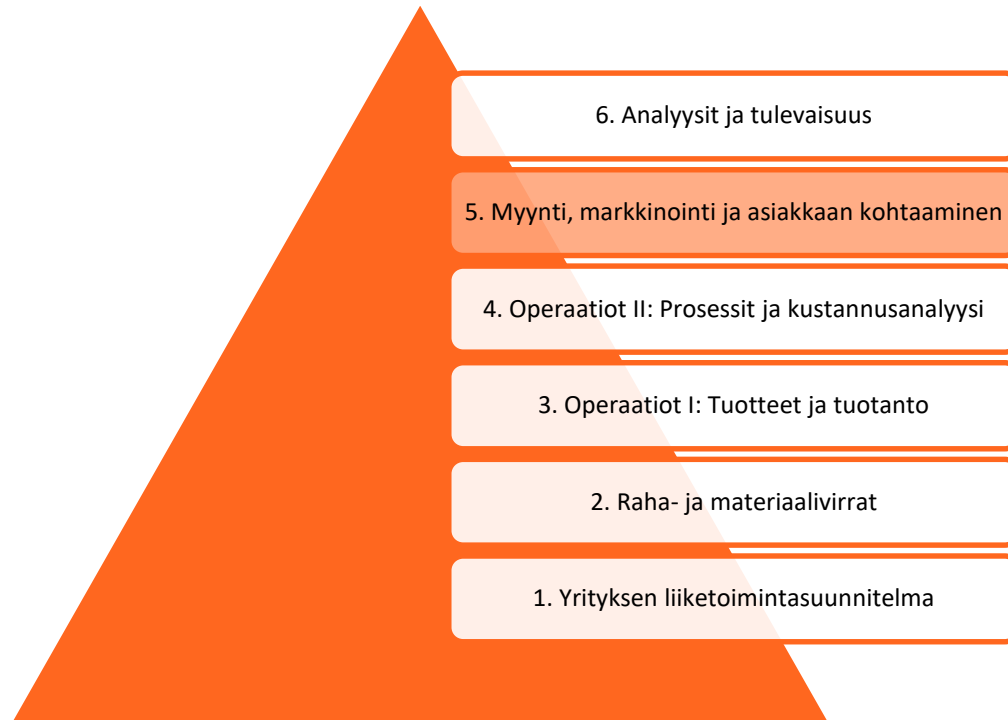 6. Analyysit ja tulevaisuus
5. Myynti, markkinointi ja asiakkaan kohtaaminen
4. Operaatiot II: Prosessit ja kustannusanalyysi
3. Operaatiot I: Tuotteet ja tuotanto
2. Raha- ja materiaalivirrat
1. Yrityksen liiketoimintasuunnitelma